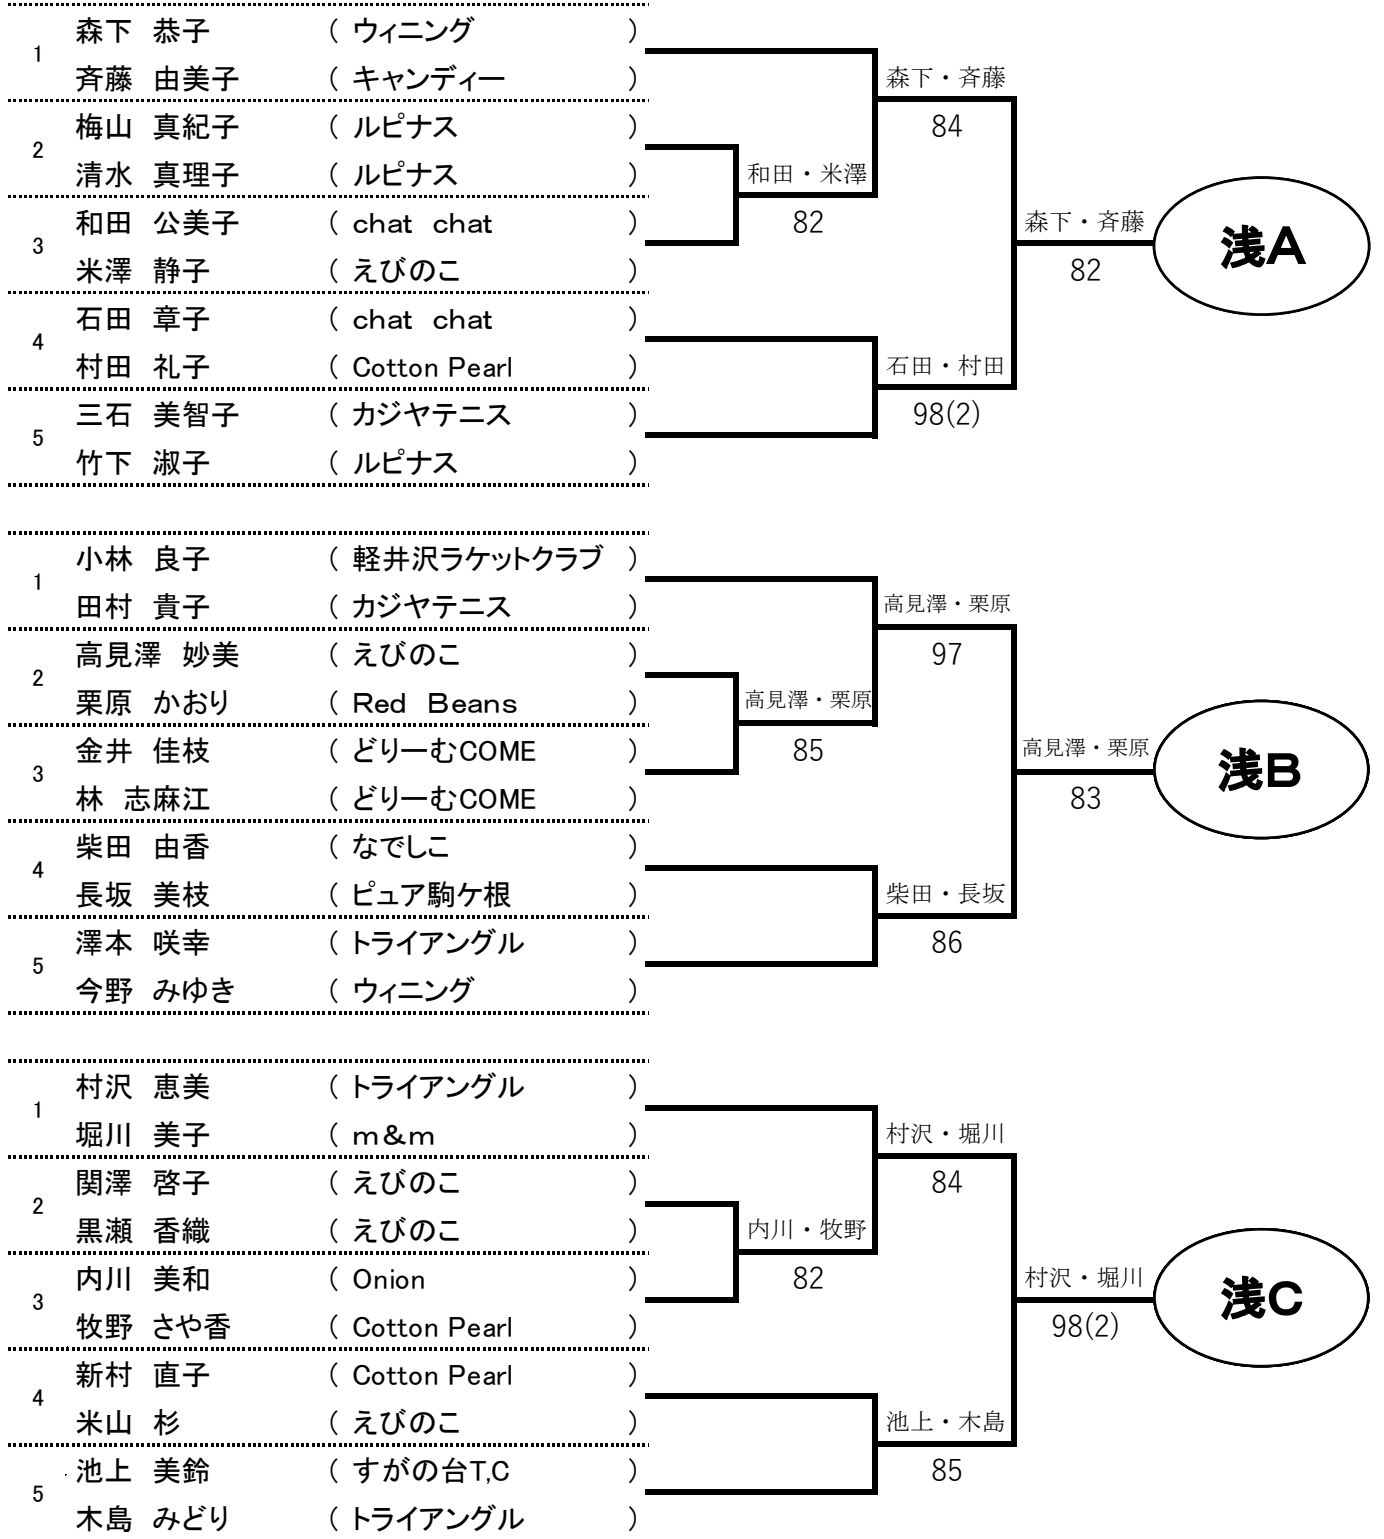 1
森下 恭子 ( ウィニング )
斉藤 由美子 ( キャンディー )
2
梅山 真紀子 ( ルピナス )
清水 真理子 ( ルピナス )
3
和田 公美子 ( chat chat )
米澤 静子 ( えびのこ )
4
石田 章子 ( chat chat )
村田 礼子 ( Cotton Pearl )
5
三石 美智子 ( カジヤテニス )
竹下 淑子 ( ルピナス )
和田・米澤
82
森下・斉藤
84
石田・村田
98(2)
森下・斉藤
82
浅A
1
小林 良子 ( 軽井沢ラケットクラブ )
田村 貴子 ( カジヤテニス )
2
高見澤 妙美 ( えびのこ )
栗原 かおり ( Red Beans )
3
金井 佳枝 ( どりーむCOME )
林 志麻江 ( どりーむCOME )
4
柴田 由香 ( なでしこ )
長坂 美枝 ( ピュア駒ケ根 )
5
澤本 咲幸 ( トライアングル )
今野 みゆき ( ウィニング )
高見澤・栗原
85
高見澤・栗原
97
柴田・長坂
86
高見澤・栗原
83
浅B
1
村沢 恵美 ( トライアングル )
堀川 美子 ( m&m )
2
関澤 啓子 ( えびのこ )
黒瀬 香織 ( えびのこ )
3
内川 美和 ( Onion )
牧野 さや香 ( Cotton Pearl )
4
新村 直子 ( Cotton Pearl )
米山 杉 ( えびのこ )
5
池上 美鈴 ( すがの台T,C )
木島 みどり ( トライアングル )
内川・牧野
82
村沢・堀川
84
池上・木島
85
村沢・堀川
98(2)
浅C